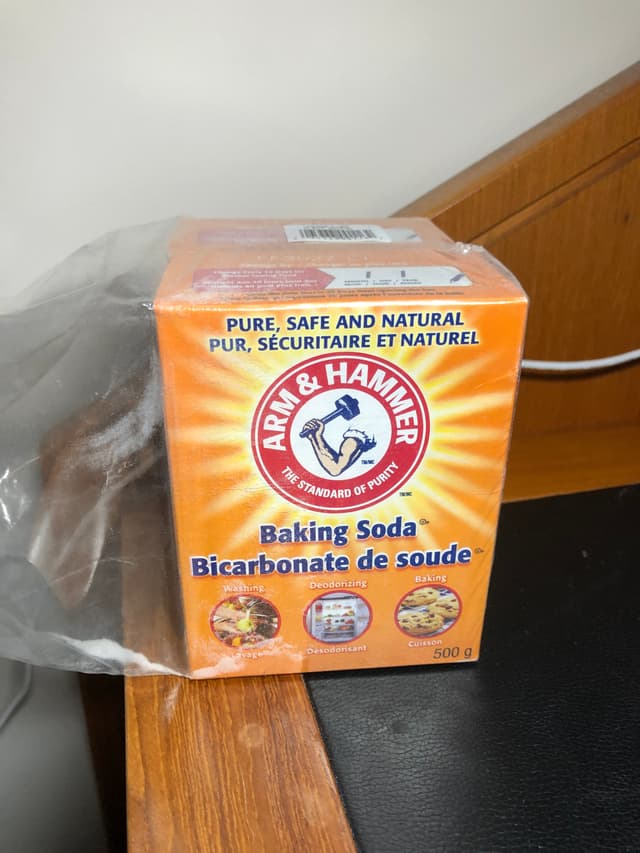 PURE, SAFE AND NATURAL
PUR, SÉCURITAIRE ET NATUREL
ARM & HAMMER
THE STANDARD OF PURITY
Baking Soda
Bicarbonate de soude
Washing
Deodorizing
Baking
Désodorisant
Cuisson
500 g